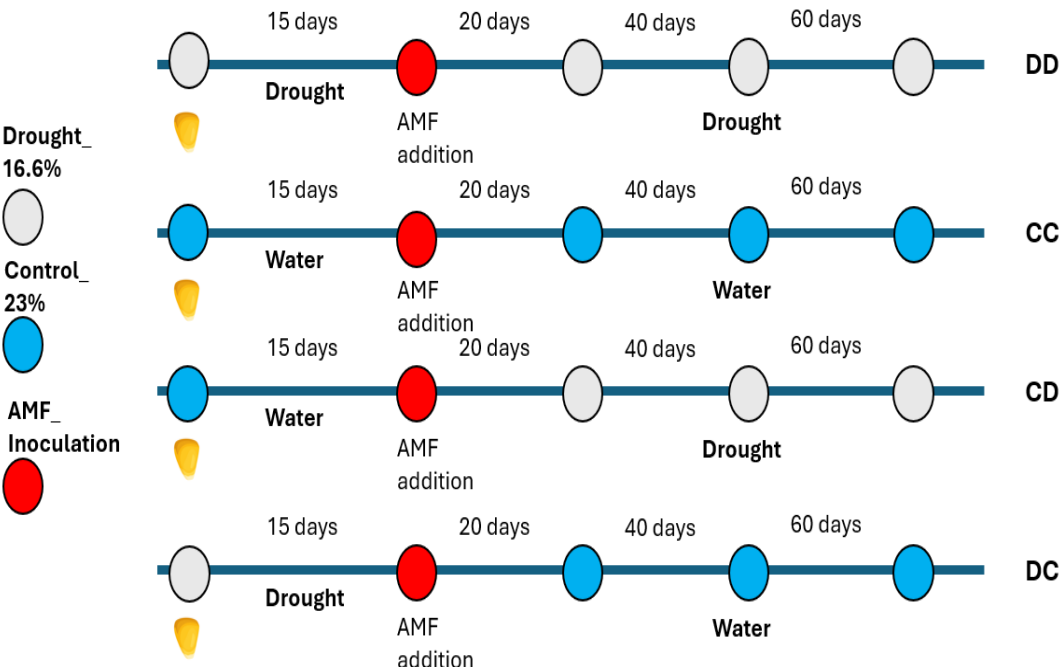 15 days 20 days 40 days 60 days
DD
Drought
AMF
addition
Drought
Drought_
16.6%
Control_
23%
AMF_
Inoculation
15 days 20 days 40 days 60 days
CC
Water
AMF
addition
Water
15 days 20 days 40 days 60 days
CD
Water
AMF
addition
Drought
15 days 20 days 40 days 60 days
DC
Drought
AMF
addition
Water